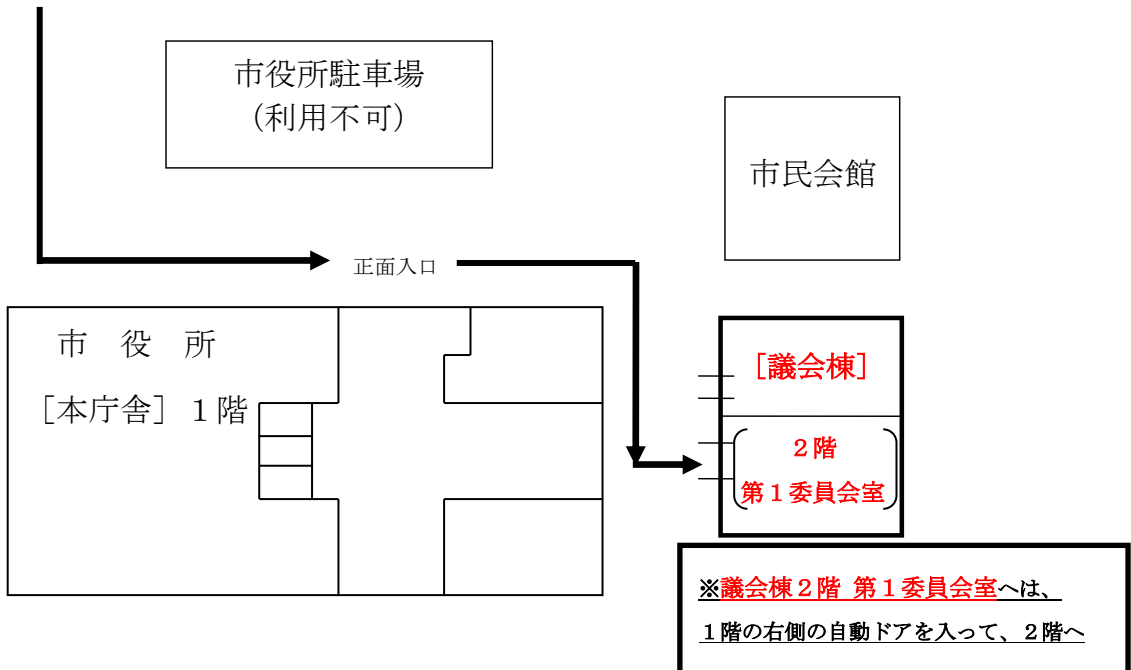 市役所駐車場
（利用不可）
市民会館
正面入口
市　役　所
［本庁舎］１階
［議会棟］
２階
第１委員会室
※議会棟２階 第１委員会室へは、
１階の右側の自動ドアを入って、２階へ